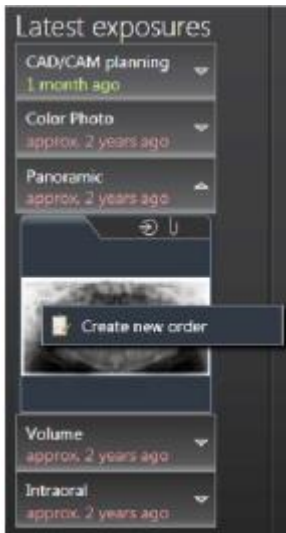 Latest exposures
CAD/CAM planning
1 month ago
Color Photo
approx. 2 years ago
Panoramic
approx. 2 years ago
Create new order
Volume
approx. 2 years ago
Intraoral
approx. 2 years ago